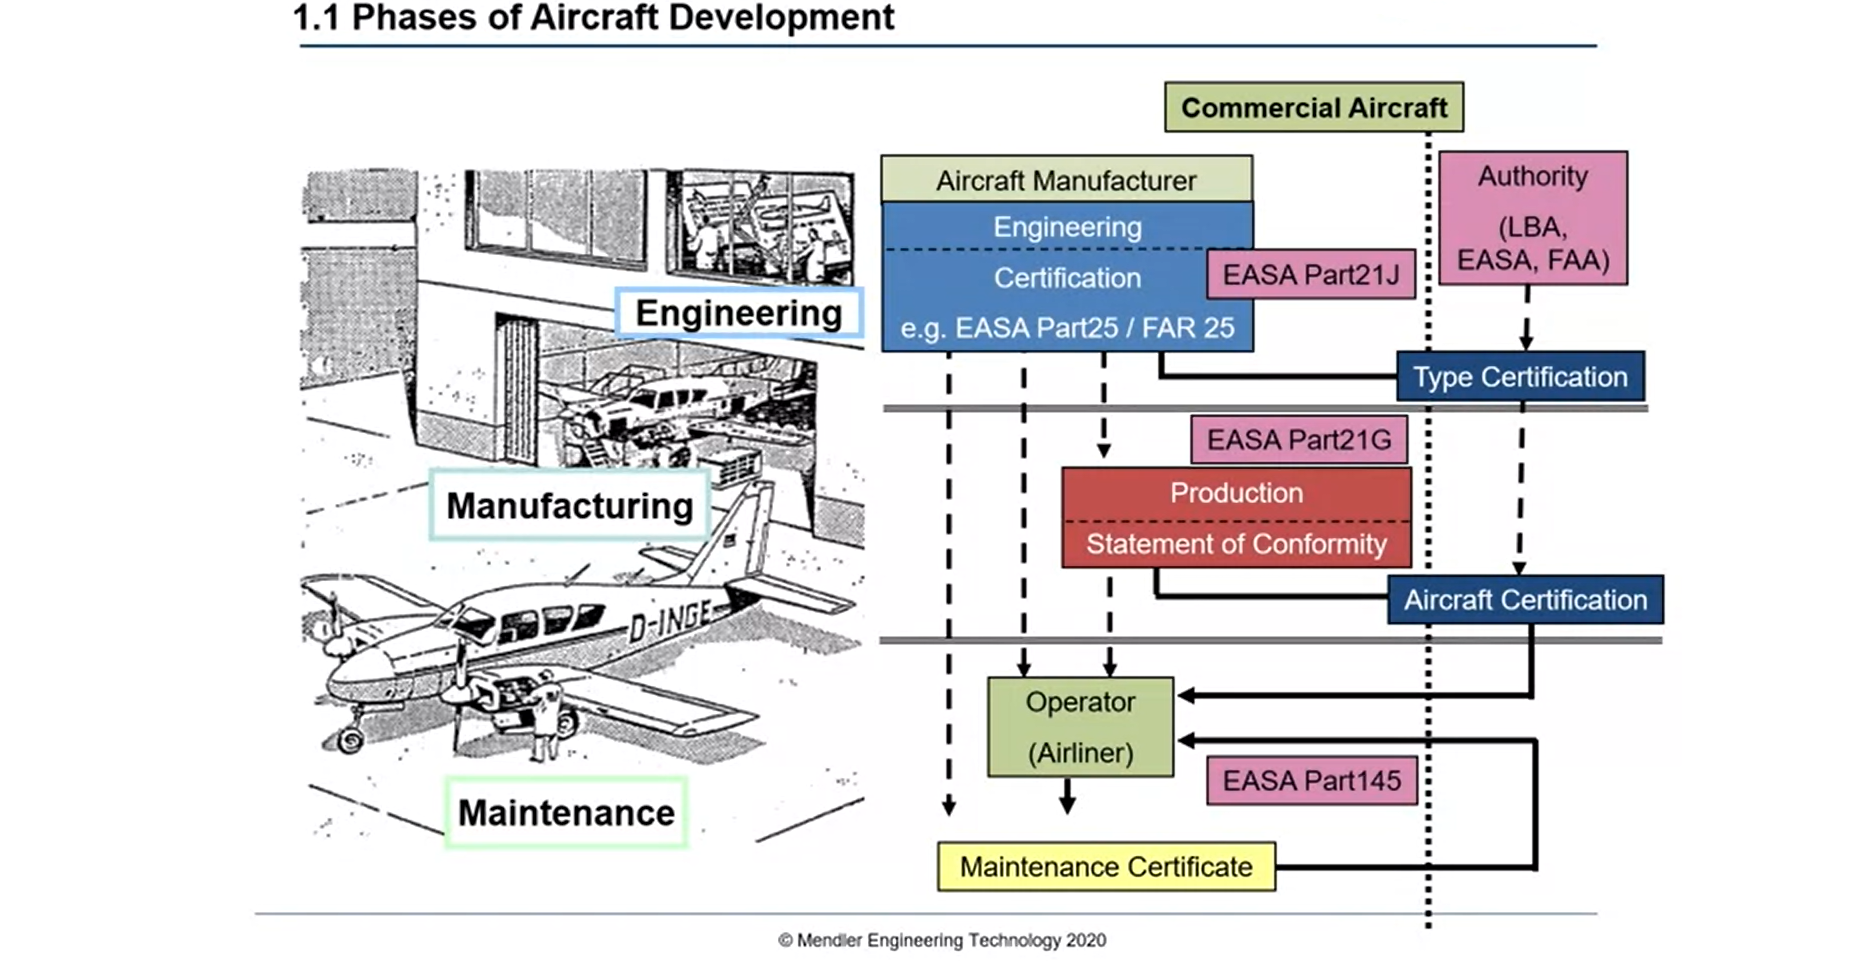 1.1 Phases of Aircraft Development
Commercial Aircraft
Aircraft Manufacturer
Engineering
Certification
e.g. EASA Part25 / FAR 25
EASA Part21J
Authority
(LBA,
EASA, FAA)
Type Certification
EASA Part21G
Production
Statement of Conformity
Aircraft Certification
Operator
(Airliner)
EASA Part145
Maintenance Certificate
Engineering
Manufacturing
D-INGE
Maintenance
© Mendler Engineering Technology 2020